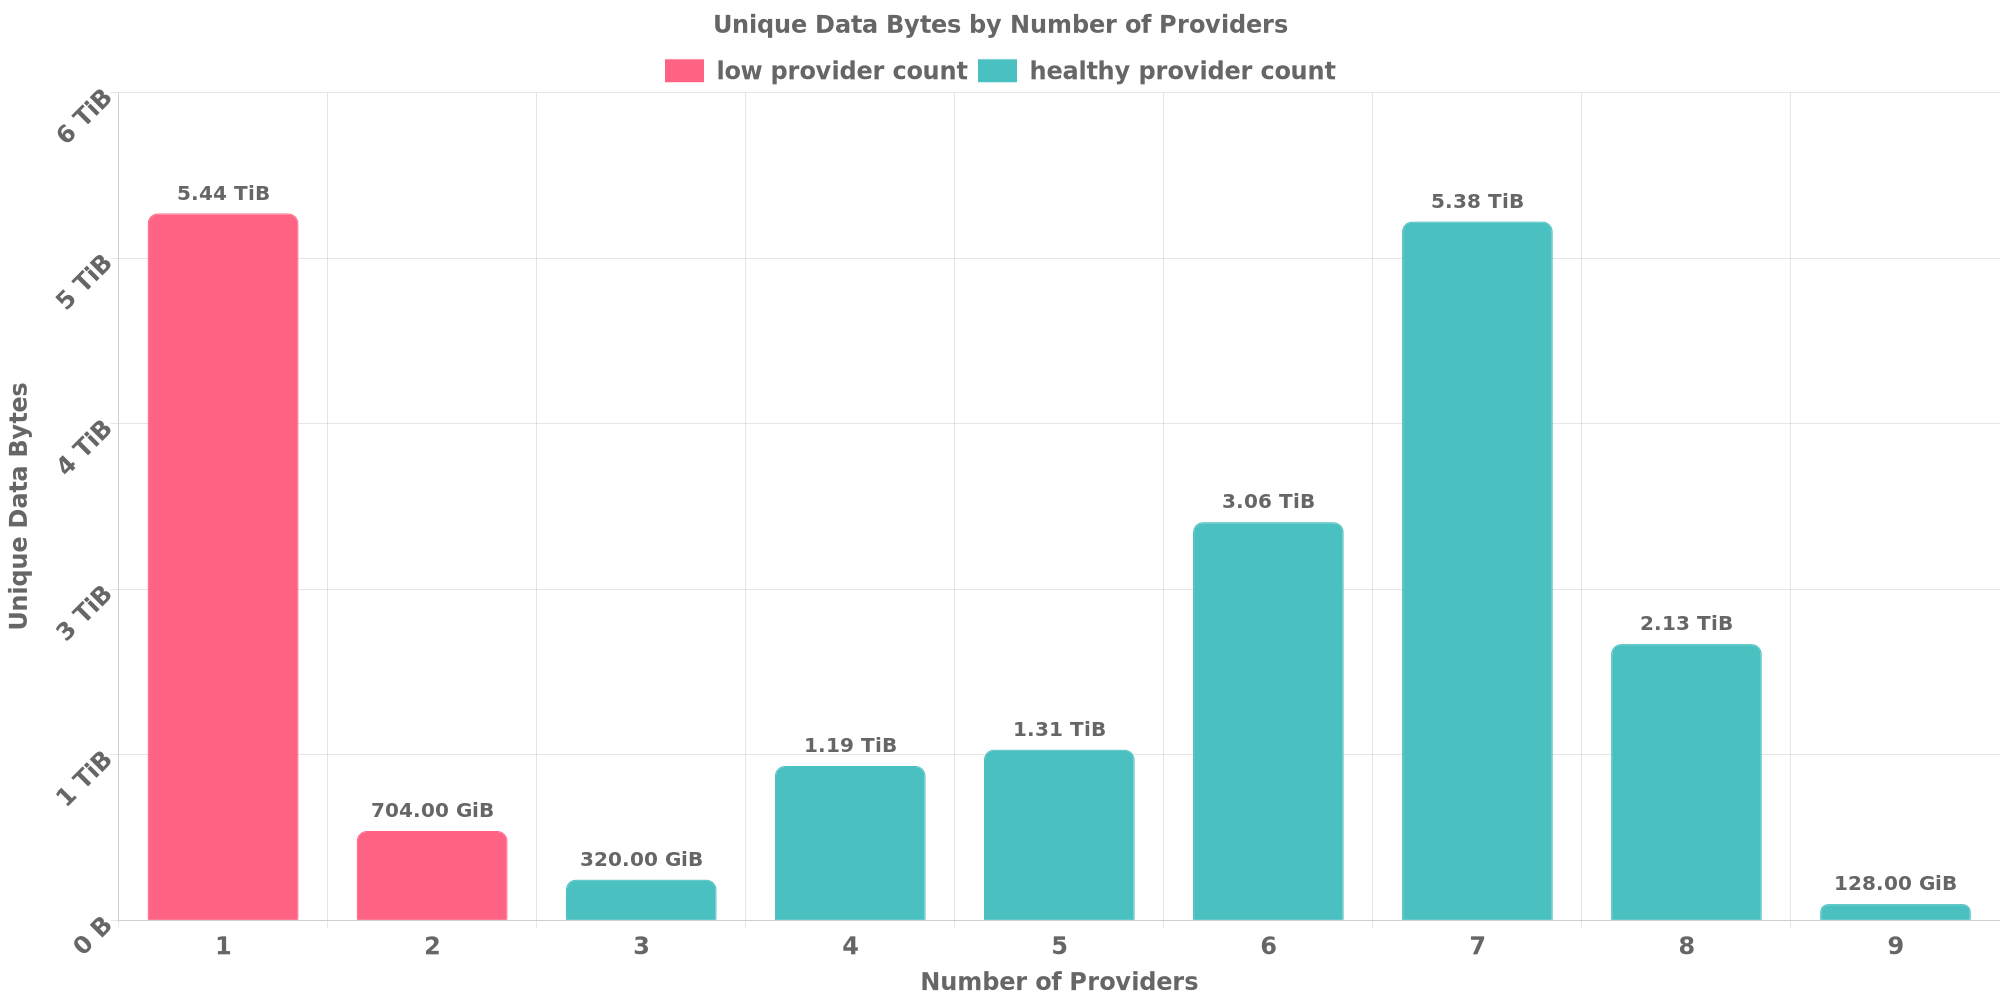 Unique Data Bytes by Number of Providers
low provider count healthy provider count
6 TiB
5 TiB
4 TiB
3 TiB
1 TiB
0 B
Unique Data Bytes
5.44 TiB
704.00 GiB
320.00 GiB
1.19 TiB
1.31 TiB
3.06 TiB
5.38 TiB
2.13 TiB
128.00 GiB
1 2 3 4 5 6 7 8 9
Number of Providers